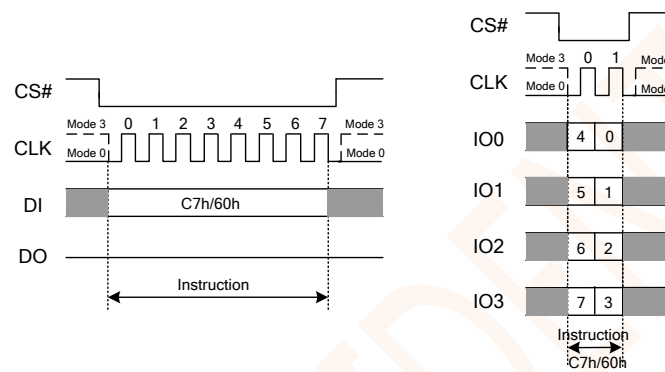 CS#
Mode 3 0 1 2 3 4 5 6 7 Mode 3
CLK
Mode 0 Mode 0
DI C7h/60h
DO
Instruction
CS#
Mode 3 0 1 Mode
CLK
Mode 0 Mode
IO0 4 0
IO1 5 1
IO2 6 2
IO3 7 3
Instruction
C7h/60h